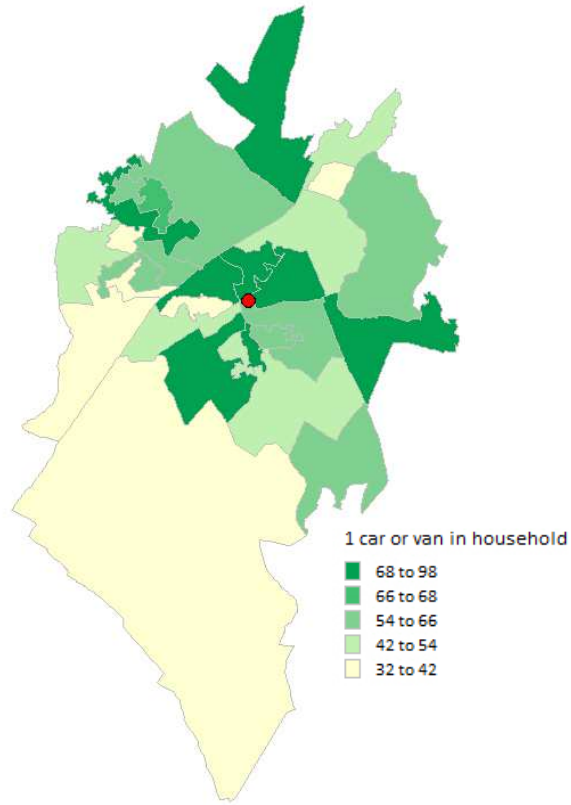 1 car or van in household
68 to 98
66 to 68
54 to 66
42 to 54
32 to 42